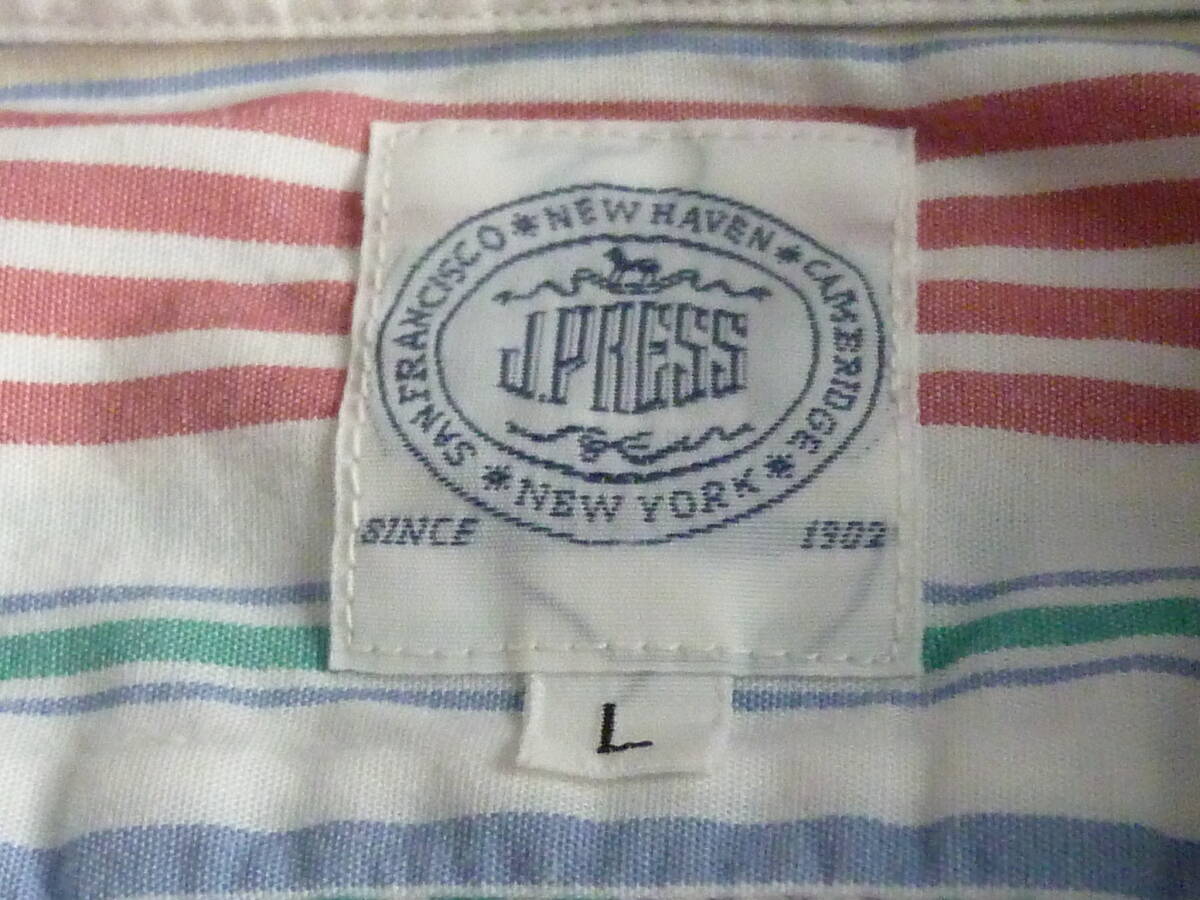 SAN FRANCISCO * NEW HAVEN * CAMBRIDGE * NEW YORK *
J.PRESS
SINCE 1902
L